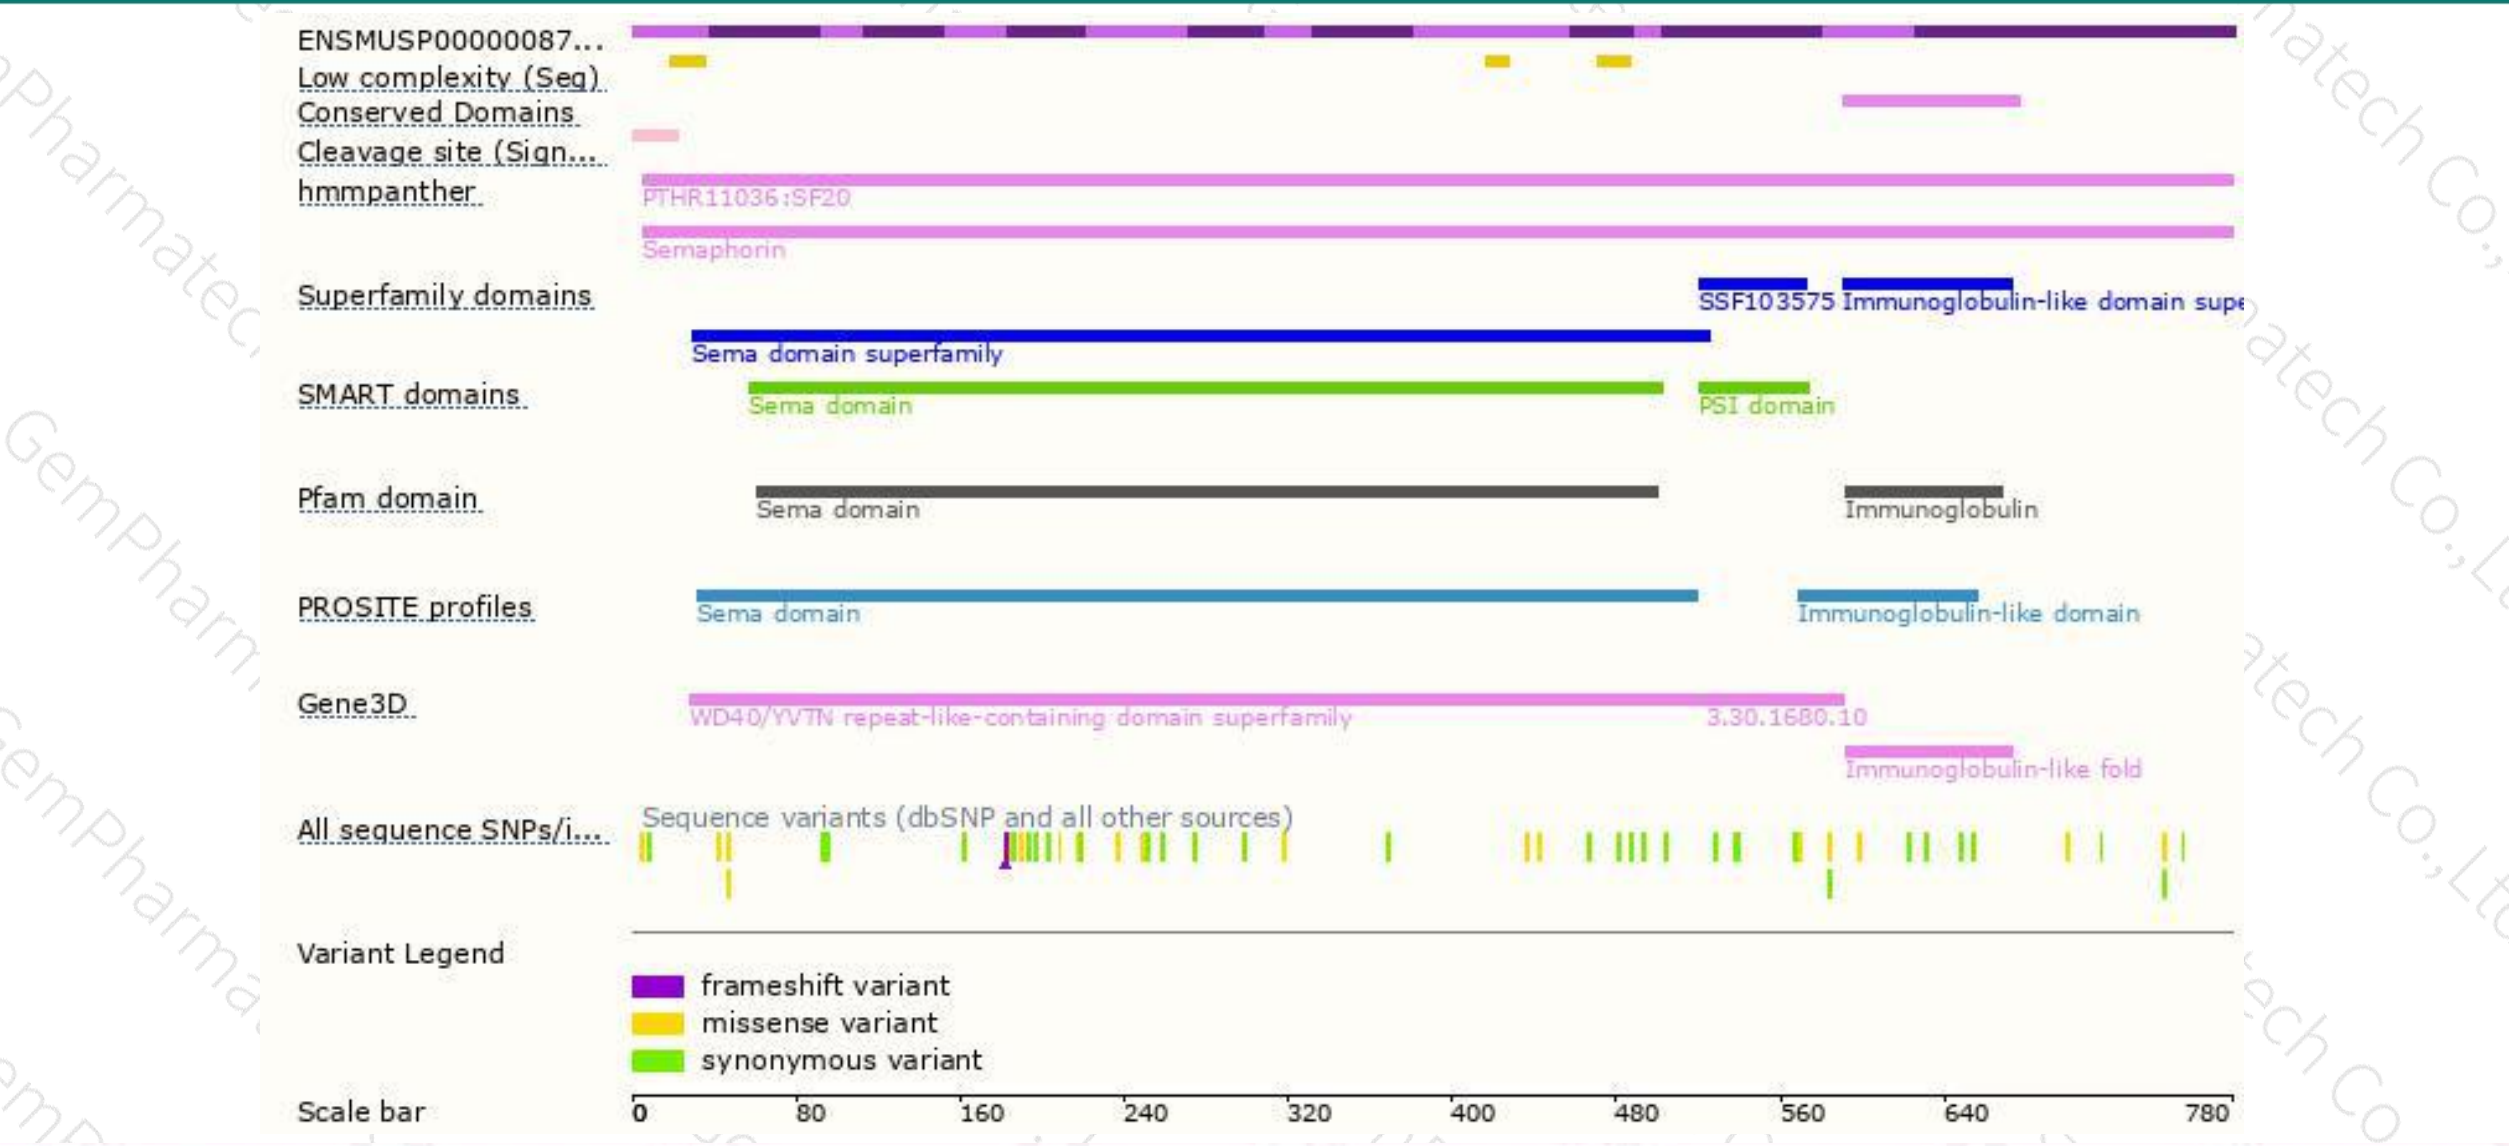 ENSMUSP00000087...
Low complexity (Seg)
Conserved Domains
Cleavage site (Sign...
hmmpanther
PTHR11036:SF20
Semaphorin
Superfamily domains
SSF103575 Immunoglobulin-like domain supe
Sema domain superfamily
SMART domains
Sema domain PSI domain
Pfam domain
Sema domain Immunoglobulin
PROSITE profiles
Sema domain Immunoglobulin-like domain
Gene3D
WD40/YVTN repeat-like-containing domain superfamily 3.30.1680.10
Immunoglobulin-like fold
Sequence variants (dbSNP and all other sources)
All sequence SNPs/i...
Variant Legend
frameshift variant
missense variant
synonymous variant
Scale bar 0 80 160 240 320 400 480 560 640 780